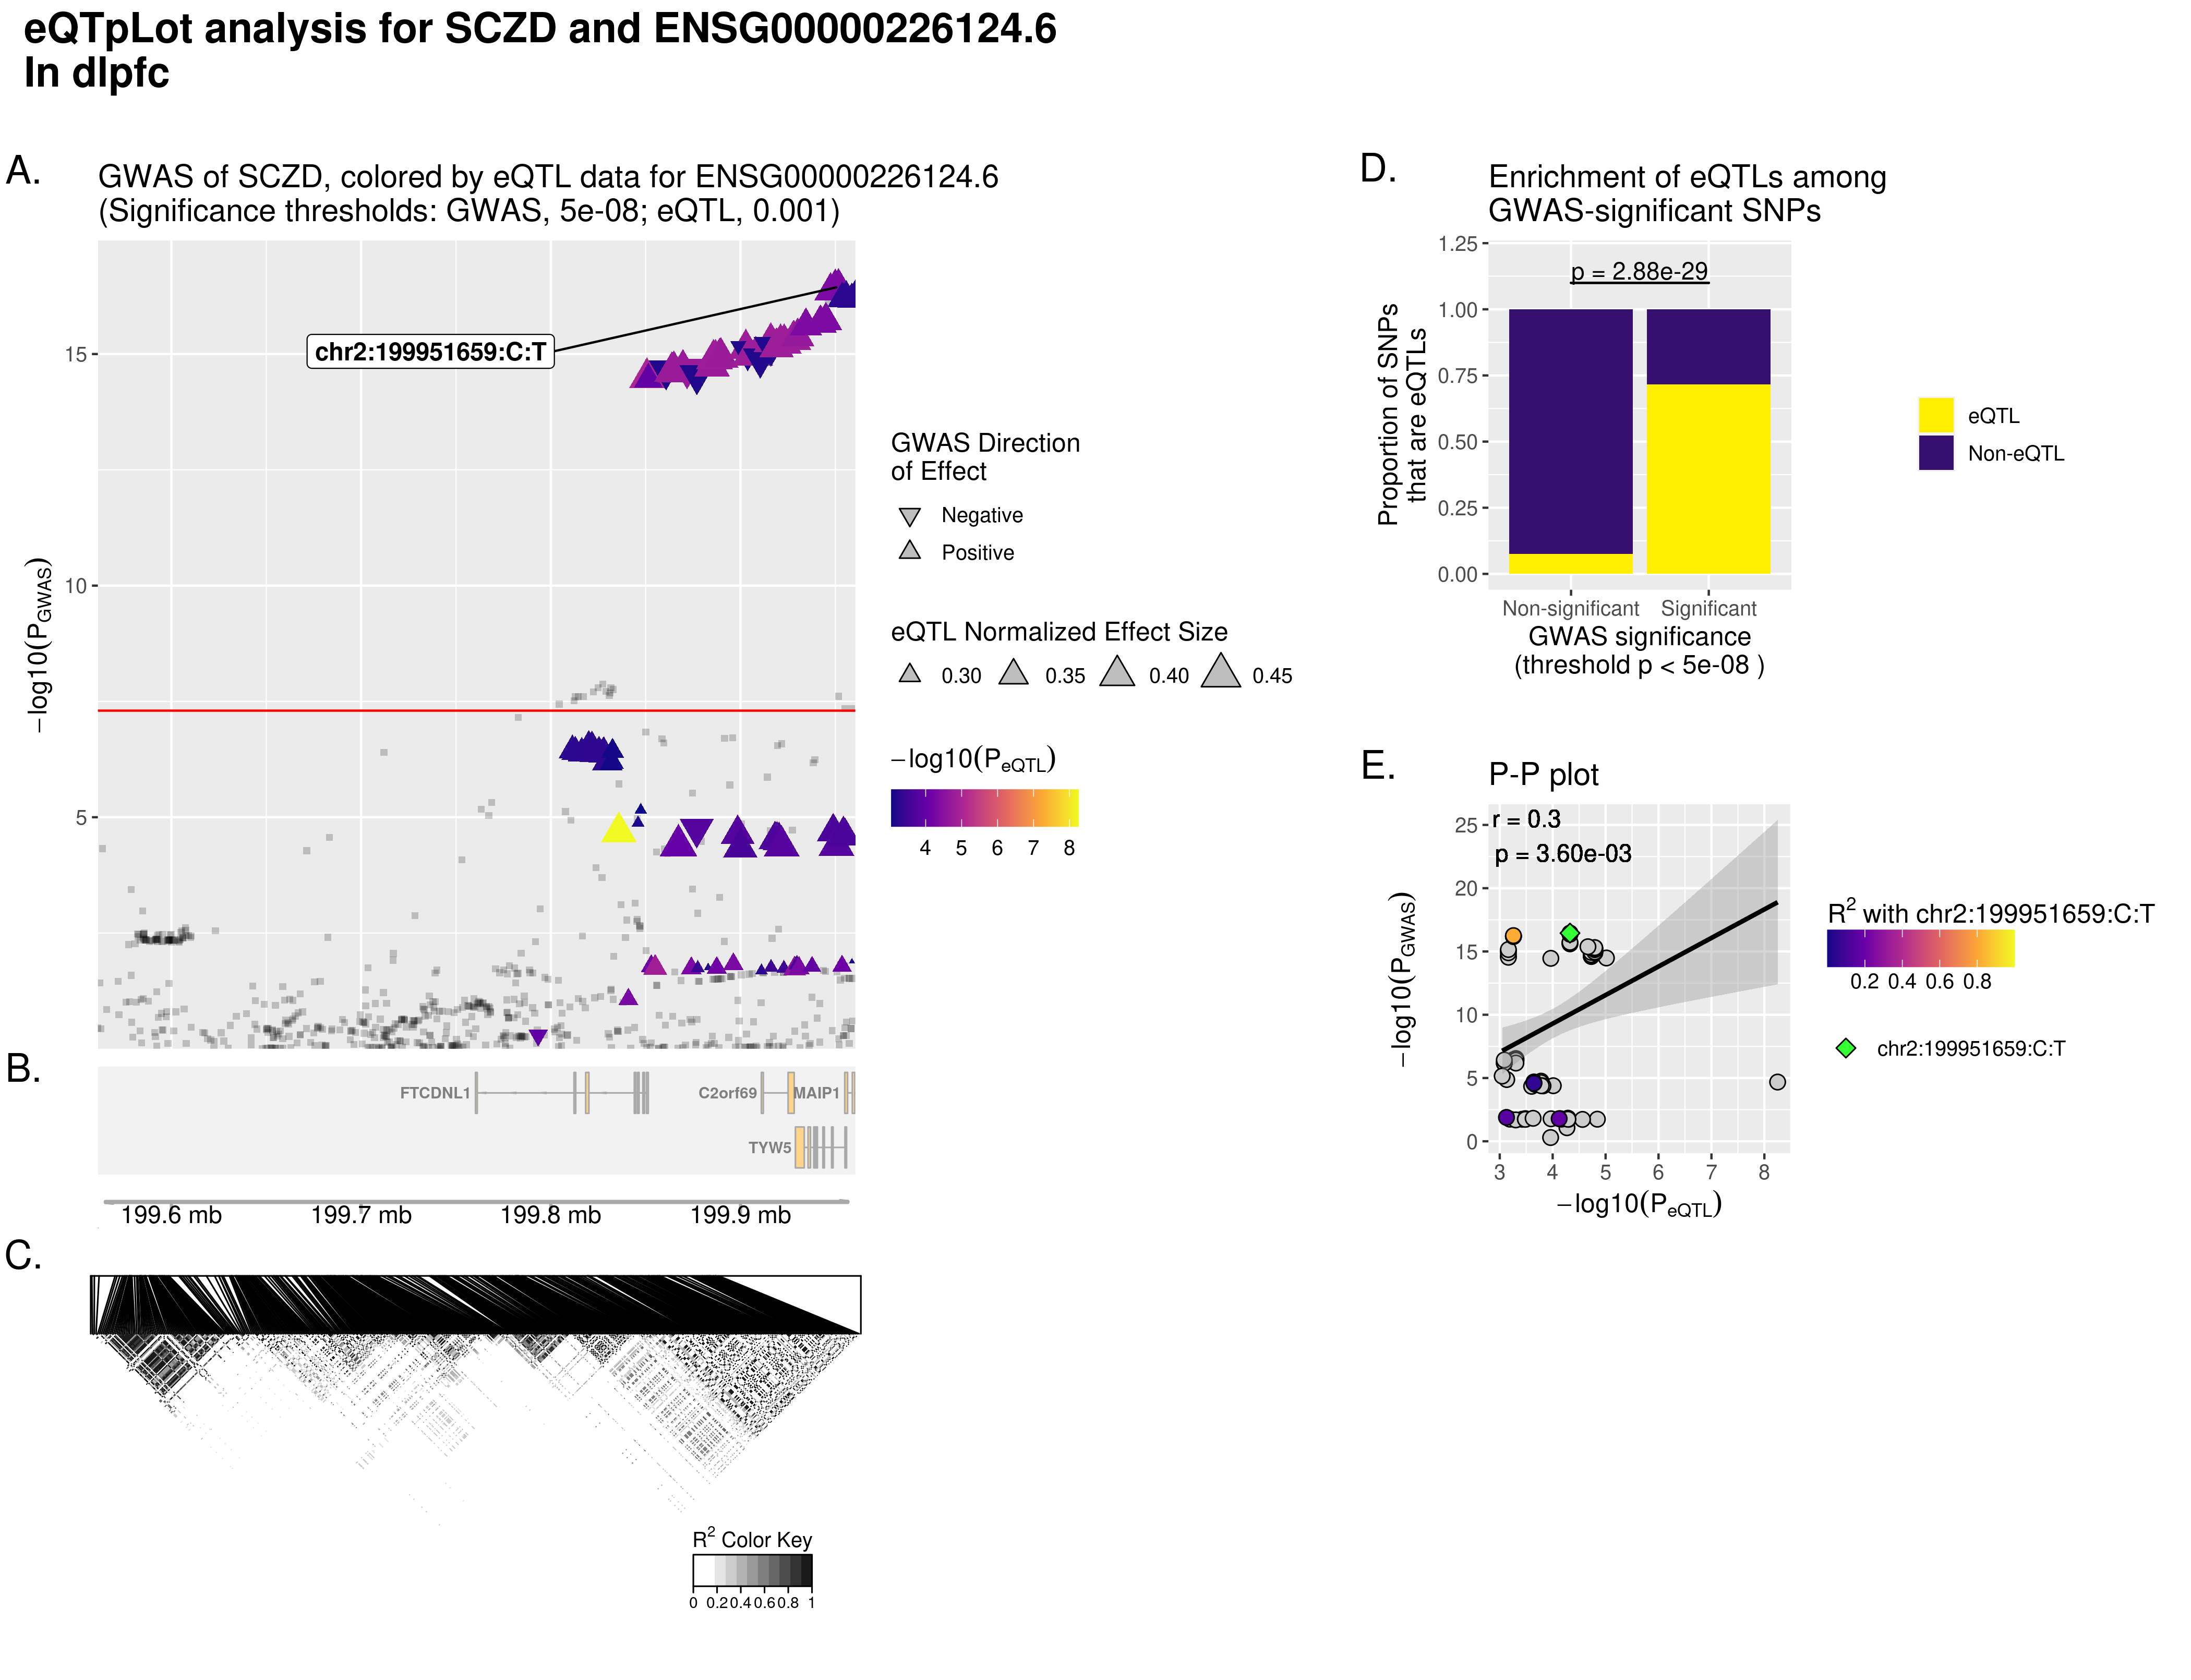 eQTpLot analysis for SCZD and ENSG00000226124.6
In dlpfc
A.
GWAS of SCZD, colored by eQTL data for ENSG00000226124.6
(Significance thresholds: GWAS, 5e-08; eQTL, 0.001)
−log10(PGWAS)
15
10
5
chr2:199951659:C:T
GWAS Direction
of Effect
Negative
Positive
eQTL Normalized Effect Size
0.30 0.35 0.40 0.45
−log10(PeQTL)
4 5 6 7 8
B.
FTCDNL1 C2orf69 MAIP1
TYW5
199.6 mb 199.7 mb 199.8 mb 199.9 mb
C.
R2 Color Key
0 0.2 0.4 0.6 0.8 1
D.
Enrichment of eQTLs among
GWAS-significant SNPs
Proportion of SNPs
that are eQTLs
1.25
1.00
0.75
0.50
0.25
0.00
p = 2.88e-29
Non-significant Significant
GWAS significance
(threshold p < 5e-08 )
eQTL
Non-eQTL
E.
P-P plot
−log10(PGWAS)
25
20
15
10
5
0
r = 0.3
p = 3.60e-03
3 4 5 6 7 8
−log10(PeQTL)
R2 with chr2:199951659:C:T
0.2 0.4 0.6 0.8
chr2:199951659:C:T